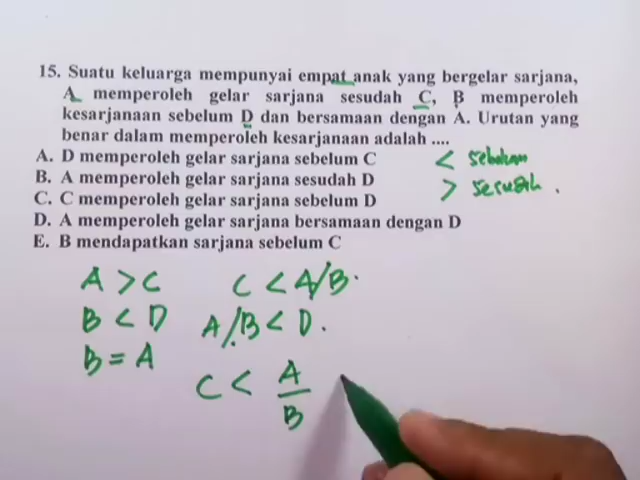 15. Suatu keluarga mempunyai empat anak yang bergelar sarjana,
A memperoleh gelar sarjana sesudah C, B memperoleh
kesarjanaan sebelum D dan bersamaan dengan A. Urutan yang
benar dalam memperoleh kesarjanaan adalah ....
A. D memperoleh gelar sarjana sebelum C
B. A memperoleh gelar sarjana sesudah D
C. C memperoleh gelar sarjana sebelum D
D. A memperoleh gelar sarjana bersamaan dengan D
E. B mendapatkan sarjana sebelum C
< sebelum
> sesudah.
A > C
B < D
B = A
C < A/B.
A/B < D.
C < A
B